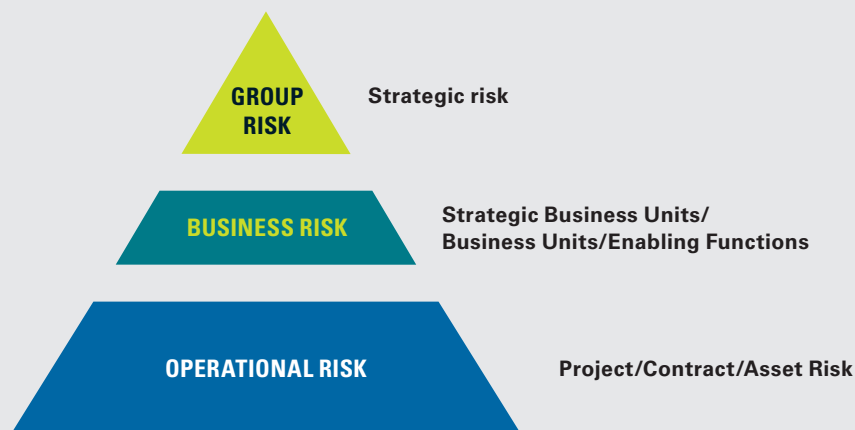 GROUP
RISK
Strategic risk
BUSINESS RISK
Strategic Business Units/
Business Units/Enabling Functions
OPERATIONAL RISK
Project/Contract/Asset Risk